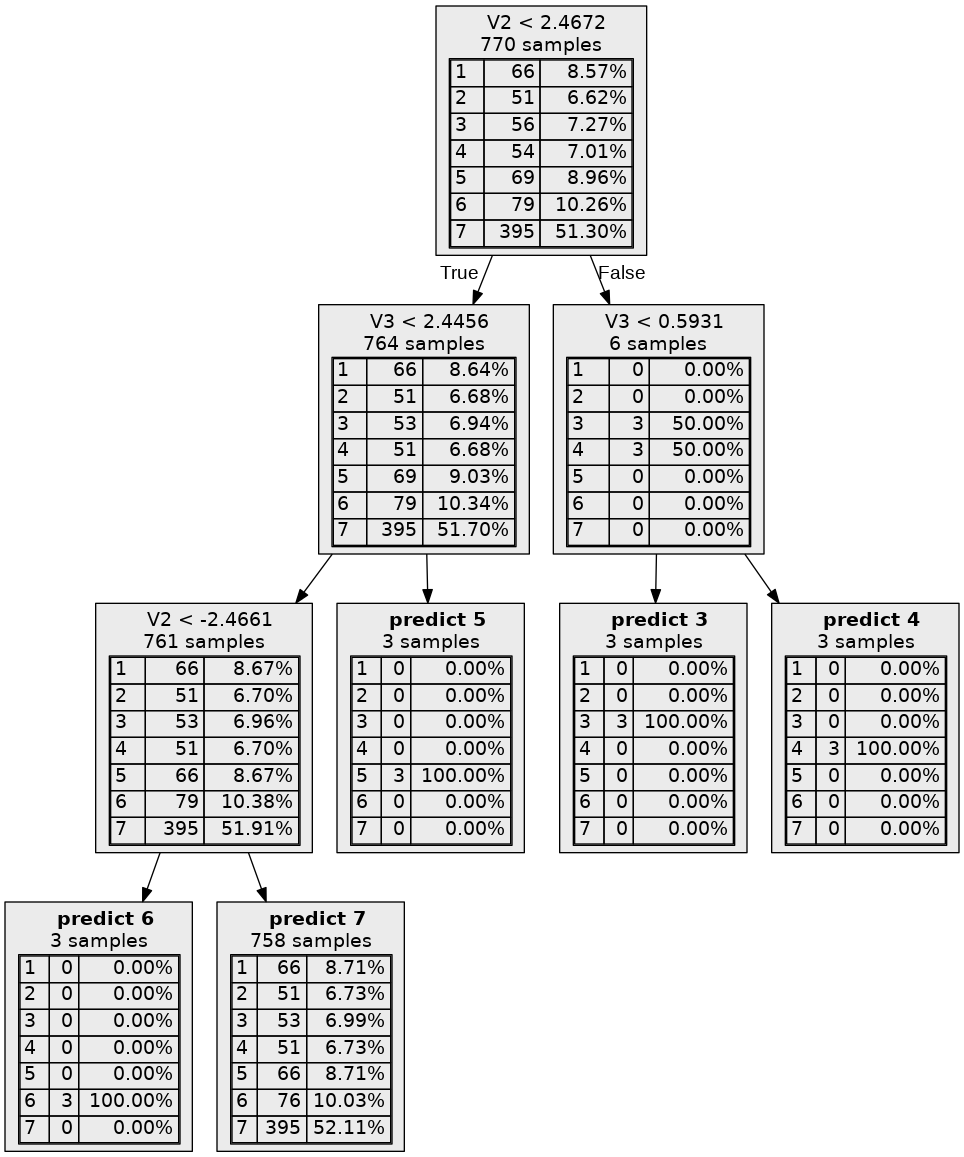 V2 < 2.4672
770 samples
1 66 8.57%
2 51 6.62%
3 56 7.27%
4 54 7.01%
5 69 8.96%
6 79 10.26%
7 395 51.30%
True
False
V3 < 2.4456
764 samples
1 66 8.64%
2 51 6.68%
3 53 6.94%
4 51 6.68%
5 69 9.03%
6 79 10.34%
7 395 51.70%
V3 < 0.5931
6 samples
1 0 0.00%
2 0 0.00%
3 3 50.00%
4 3 50.00%
5 0 0.00%
6 0 0.00%
7 0 0.00%
V2 < -2.4661
761 samples
1 66 8.67%
2 51 6.70%
3 53 6.96%
4 51 6.70%
5 66 8.67%
6 79 10.38%
7 395 51.91%
predict 5
3 samples
1 0 0.00%
2 0 0.00%
3 0 0.00%
4 0 0.00%
5 3 100.00%
6 0 0.00%
7 0 0.00%
predict 3
3 samples
1 0 0.00%
2 0 0.00%
3 3 100.00%
4 0 0.00%
5 0 0.00%
6 0 0.00%
7 0 0.00%
predict 4
3 samples
1 0 0.00%
2 0 0.00%
3 0 0.00%
4 3 100.00%
5 0 0.00%
6 0 0.00%
7 0 0.00%
predict 6
3 samples
1 0 0.00%
2 0 0.00%
3 0 0.00%
4 0 0.00%
5 0 0.00%
6 3 100.00%
7 0 0.00%
predict 7
758 samples
1 66 8.71%
2 51 6.73%
3 53 6.99%
4 51 6.73%
5 66 8.71%
6 76 10.03%
7 395 52.11%